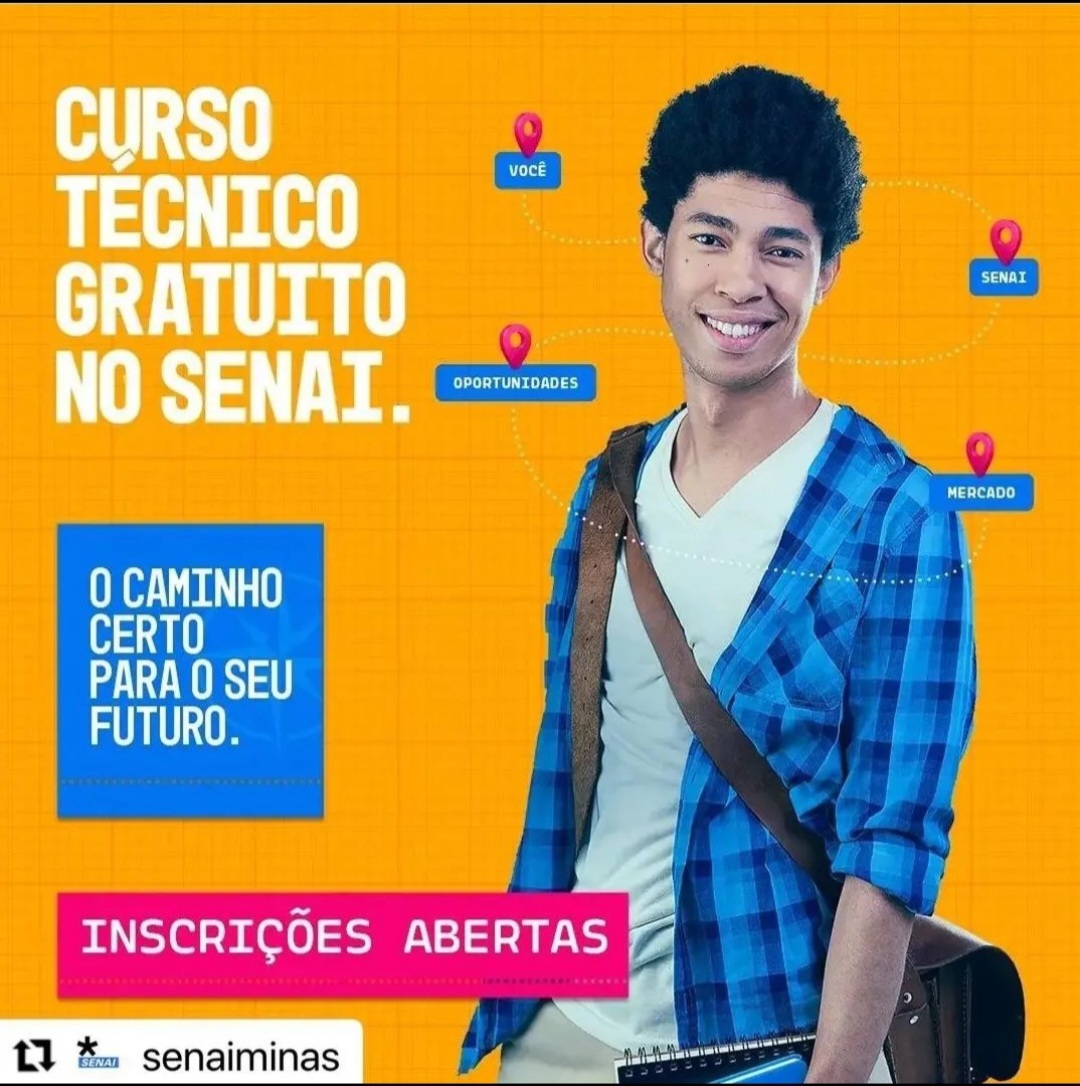 CURSO
TÉCNICO
GRATUITO
NO SENAI.
VOCÊ
SENAI
OPORTUNIDADES
MERCADO
O CAMINHO
CERTO
PARA O SEU
FUTURO.
INSCRIÇÕES ABERTAS
SENAI senaiminas